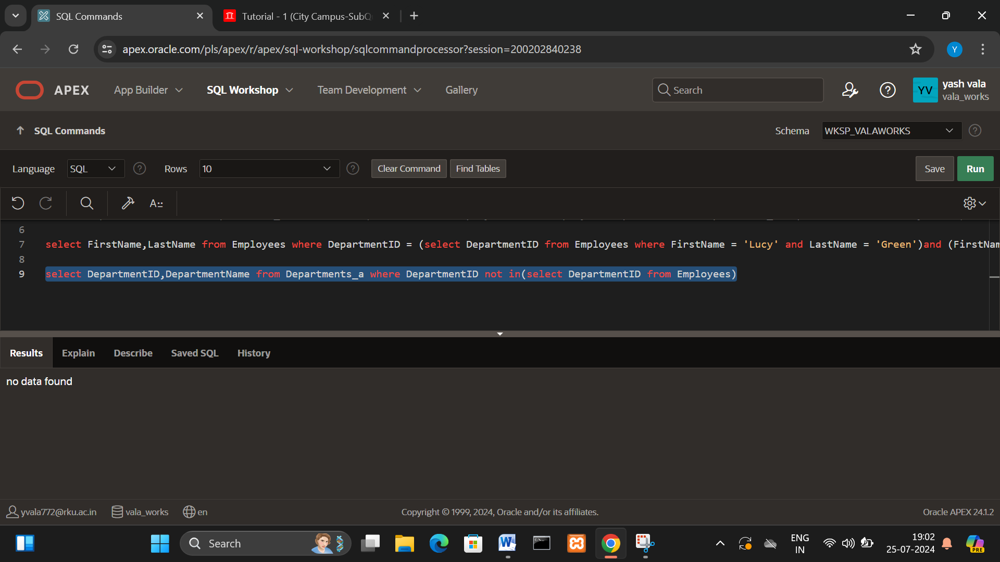 SQL Commands
Tutorial - 1 (City Campus-SubQ
apex.oracle.com/pls/apex/r/apex/sql-workshop/sqlcommandprocessor?session=200202840238
Y
APEX
App Builder
SQL Workshop
Team Development
Gallery
Search
YV
yash vala
vala_works
SQL Commands
Schema
WKSP_VALAWORKS
Language
SQL
Rows
10
Clear Command
Find Tables
Save
Run
A::
6
7 select FirstName,LastName from Employees where DepartmentID = (select DepartmentID from Employees where FirstName = 'Lucy' and LastName = 'Green')and (FirstNam
8
9 select DepartmentID,DepartmentName from Departments_a where DepartmentID not in(select DepartmentID from Employees)
Results
Explain
Describe
Saved SQL
History
no data found
yvala772@rku.ac.in
vala_works
en
Copyright © 1999, 2024, Oracle and/or its affiliates.
Oracle APEX 24.1.2
Search
ENG
IN
19:02
25-07-2024
PRE